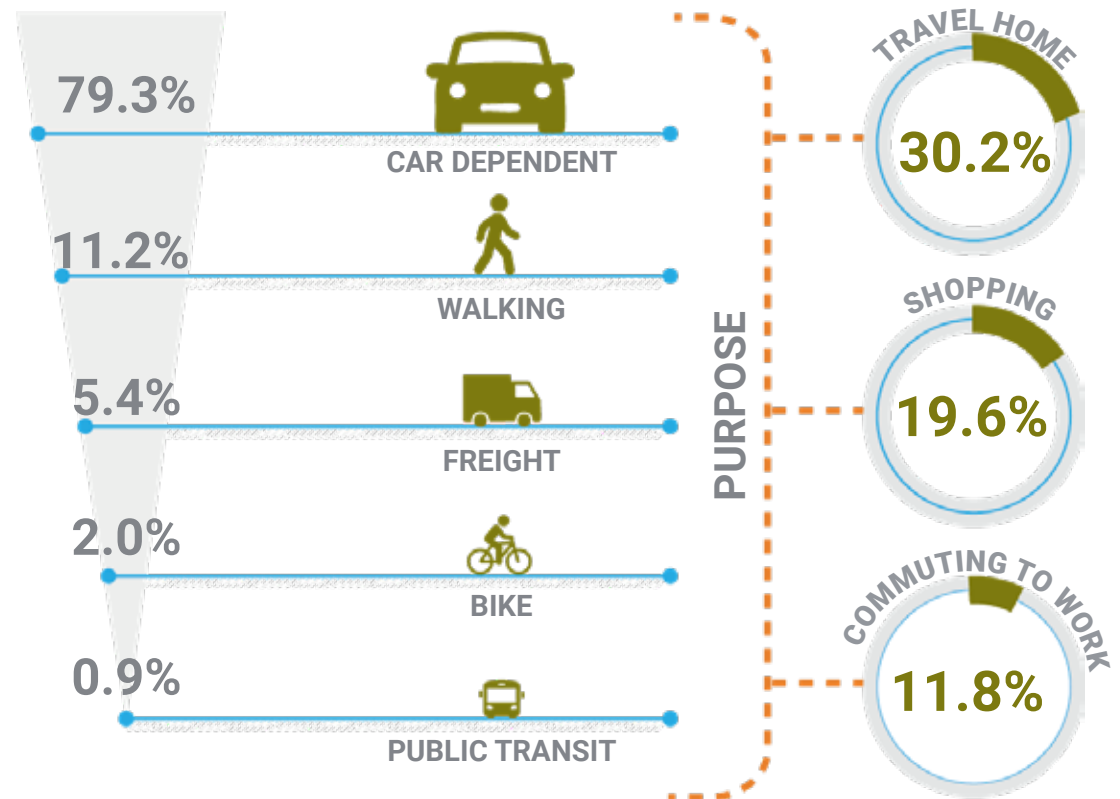 79.3%
CAR DEPENDENT
11.2%
WALKING
5.4%
FREIGHT
2.0%
BIKE
0.9%
PUBLIC TRANSIT
PURPOSE
TRAVEL HOME
30.2%
SHOPPING
19.6%
COMMUTING TO WORK
11.8%